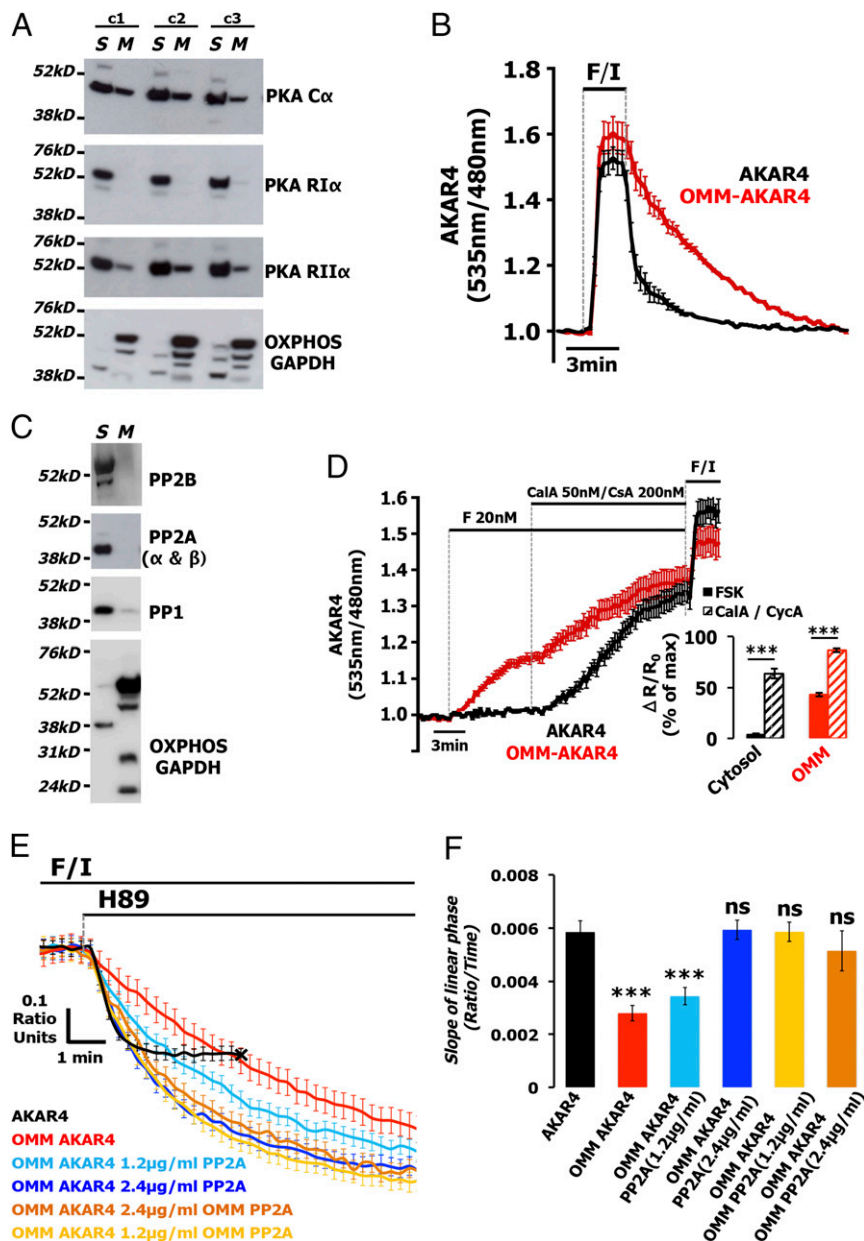 A
c1 c2 c3
S M S M S M
52kD
38kD
PKA Cα
76kD
52kD
38kD
PKA RIα
76kD
52kD
38kD
PKA RIIα
76kD
52kD
38kD
OXPHOS
GAPDH
B
1.8
1.6
1.4
1.2
1.0
AKAR4
(535nm/480nm)
F/I
AKAR4
OMM-AKAR4
3min
C
S M
52kD
PP2B
52kD
38kD
PP2A
(α & β)
52kD
38kD
PP1
76kD
52kD
38kD
31kD
24kD
OXPHOS
GAPDH
D
1.6
1.5
1.4
1.3
1.2
1.1
1.0
AKAR4
(535nm/480nm)
F/I
CalA 50nM/CsA 200nM
F 20nM
3min
AKAR4
OMM-AKAR4
FSK
CalA / CycA
100
50
0
ΔR/R0
(% of max)
*** ***
Cytosol
OMM
E
F/I
H89
0.1
Ratio
Units
1 min
AKAR4
OMM AKAR4
OMM AKAR4 1.2µg/ml PP2A
OMM AKAR4 2.4µg/ml PP2A
OMM AKAR4 2.4µg/ml OMM PP2A
OMM AKAR4 1.2µg/ml OMM PP2A
F
0.008
0.006
0.004
0.002
0
Slope of linear phase
(Ratio/Time)
*** *** ns ns ns
AKAR4
OMM AKAR4
OMM AKAR4
PP2A(1.2µg/ml)
OMM AKAR4
PP2A(2.4µg/ml)
OMM AKAR4
OMM PP2A(1.2µg/ml)
OMM AKAR4
OMM PP2A(2.4µg/ml)